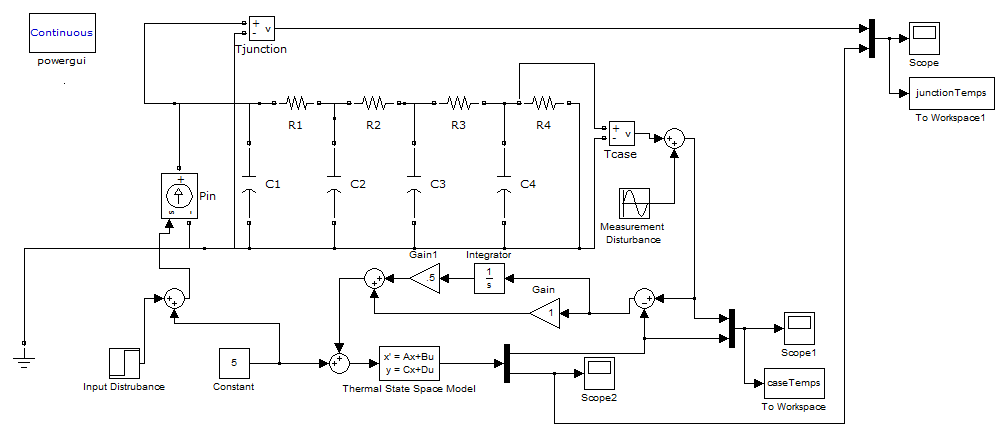 Continuous
powergui
+
-
v
Tjunction
Scope
junctionTemps
To Workspace1
R1
R2
R3
R4
+
-
v
Tcase
+
+
C1
C2
C3
C4
+
s
-
Pin
Measurement
Disturbance
Gain1
.5
Integrator
1
s
Gain
1
+
+
+
+
+
-
Scope1
Input Distrubance
5
Constant
+
+
x' = Ax+Bu
y = Cx+Du
Thermal State Space Model
Scope2
caseTemps
To Workspace